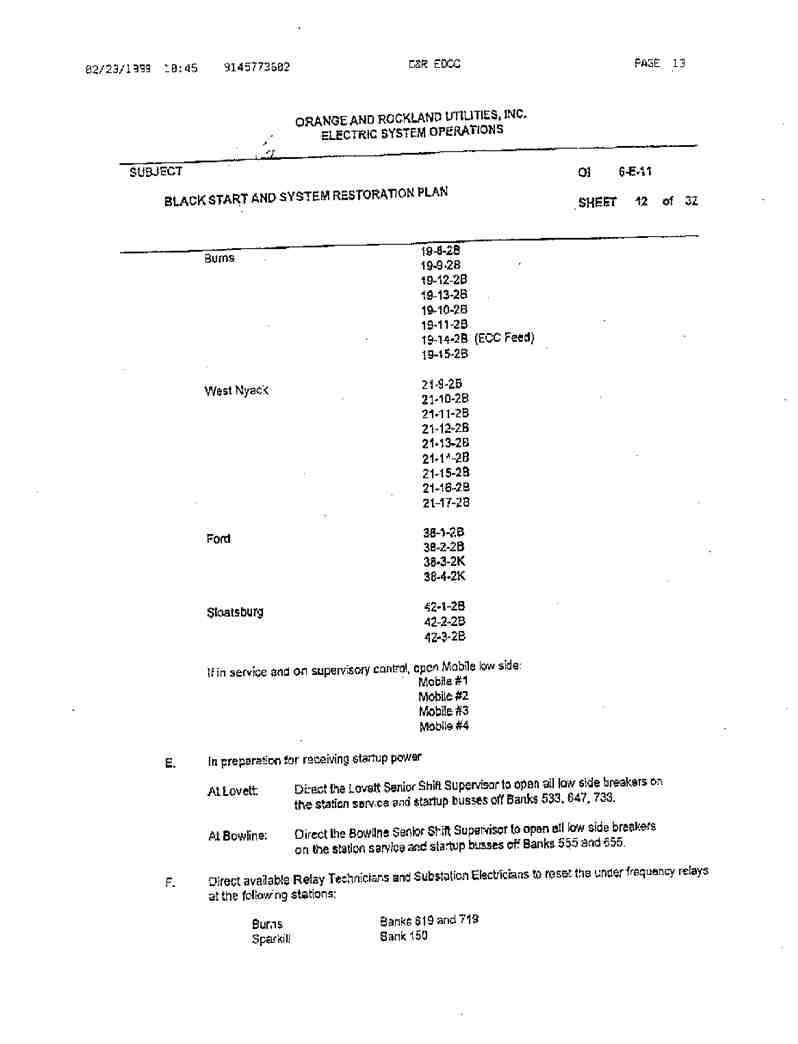 02/23/1999 10:45 9145773602 O&R EDCC PAGE 13
ORANGE AND ROCKLAND UTILITIES, INC.
ELECTRIC SYSTEM OPERATIONS
SUBJECT OI 6-E-11
BLACK START AND SYSTEM RESTORATION PLAN SHEET 12 of 32
Burns 19-8-2B
19-9-2B
19-12-2B
19-13-2B
19-10-2B
19-11-2B
19-14-2B (ECC Feed)
19-15-2B
West Nyack 21-9-2B
21-10-2B
21-11-2B
21-12-2B
21-13-2B
21-1*-2B
21-15-2B
21-16-2B
21-17-2B
Ford 38-1-2B
38-2-2B
38-3-2K
38-4-2K
Sloatsburg 42-1-2B
42-2-2B
42-3-2B
If in service and on supervisory control, open Mobile low side:
Mobile #1
Mobile #2
Mobile #3
Mobile #4
E. In preparation for receiving startup power
At Lovett: Direct the Lovett Senior Shift Supervisor to open all low side breakers on
the station service and startup busses off Banks 533, 647, 733.
At Bowline: Direct the Bowline Senior Shift Supervisor to open all low side breakers
on the station service and startup busses off Banks 555 and 655.
F. Direct available Relay Technicians and Substation Electricians to reset the under frequency relays
at the following stations:
Burns Banks 619 and 719
Sparkill Bank 150